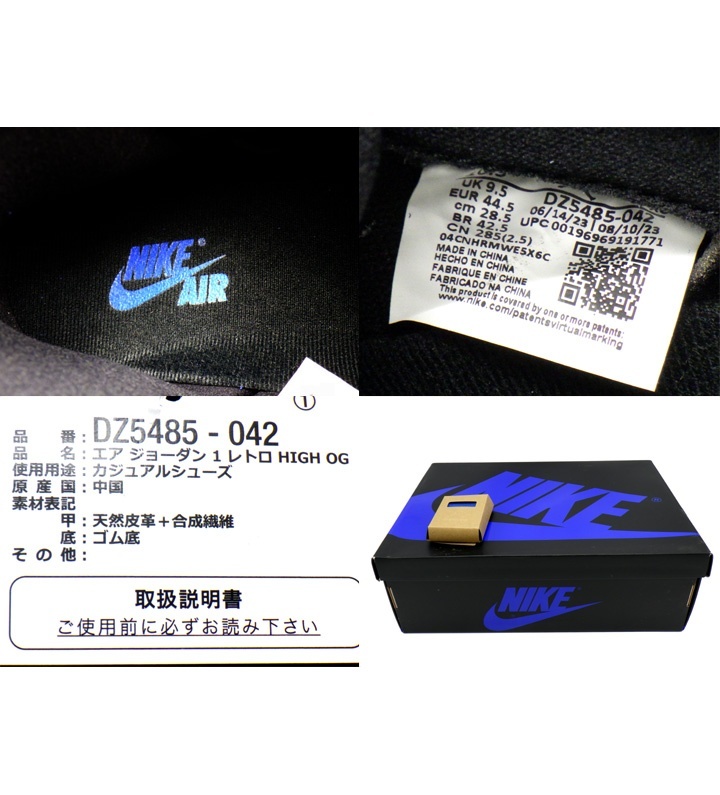 NIKE
AIR
UK 9.5
EUR 44.5
cm 28.5
BR 42.5
CN 285(2.5)
DZ5485-042
06/14/23 08/10/23
UPC 00196969191771
04CNHRMWE5X6C
MADE IN CHINA
HECHO EN CHINA
FABRIQUE EN CHINE
FABRICADO NA CHINA
This product is covered by one or more patents:
www.nike.com/patentsvirtualmarking
①
品 番：DZ5485 - 042
品 名：エア ジョーダン 1 レトロ HIGH OG
使用用途：カジュアルシューズ
原 産 国：中国
素材表記
甲：天然皮革＋合成繊維
底：ゴム底
そ の 他：
取扱説明書
ご使用前に必ずお読み下さい
NIKE®
NIKE